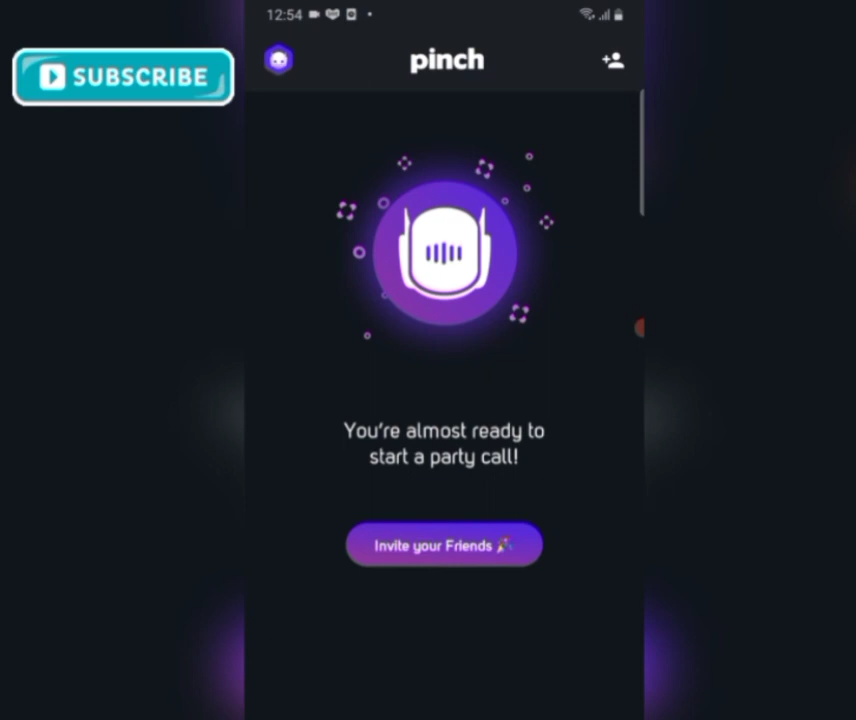 12:54
SUBSCRIBE
pinch
You're almost ready to
start a party call!
Invite your Friends 🎉